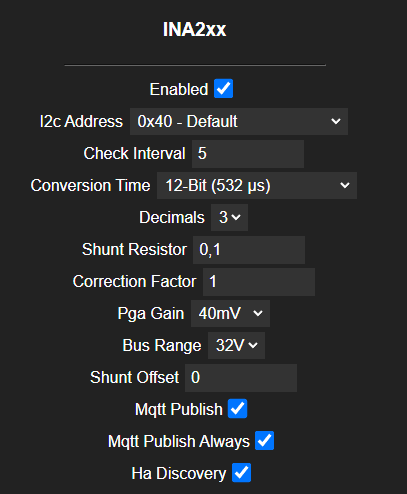 INA2xx
Enabled
I2c Address 0x40 - Default
Check Interval 5
Conversion Time 12-Bit (532 µs)
Decimals 3
Shunt Resistor 0,1
Correction Factor 1
Pga Gain 40mV
Bus Range 32V
Shunt Offset 0
Mqtt Publish
Mqtt Publish Always
Ha Discovery